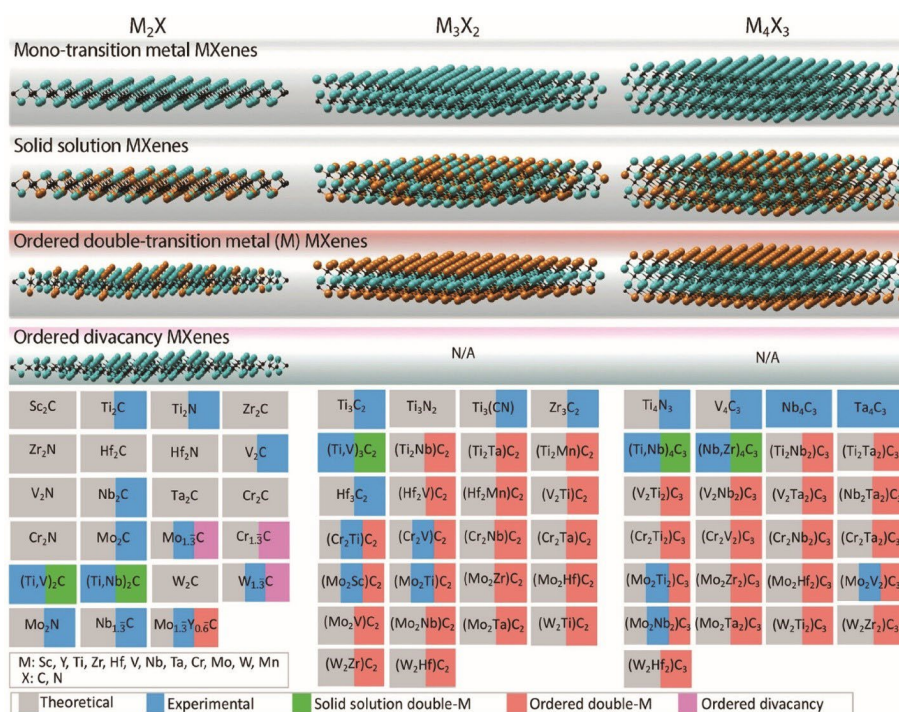 M₂X M₃X₂ M₄X₃
Mono-transition metal MXenes
Solid solution MXenes
Ordered double-transition metal (M) MXenes
Ordered divacancy MXenes
N/A N/A
Sc₂C Ti₂C Ti₂N Zr₂C Ti₃C₂ Ti₃N₂ Ti₃(CN) Zr₃C₂ Ti₄N₃ V₄C₃ Nb₄C₃ Ta₄C₃
Zr₂N Hf₂C Hf₂N V₂C (Ti,V)₃C₂ (Ti₂Nb)C₂ (Ti₂Ta)C₂ (Ti₂Mn)C₂ (Ti,Nb)₄C₃ (Nb,Zr)₄C₃ (Ti₂Nb₂)C₃ (Ti₂Ta₂)C₃
V₂N Nb₂C Ta₂C Cr₂C Hf₃C₂ (Hf₂V)C₂ (Hf₂Mn)C₂ (V₂Ti)C₂ (V₂Ti₂)C₃ (V₂Nb₂)C₃ (V₂Ta₂)C₃ (Nb₂Ta₂)C₃
Cr₂N Mo₂C Mo₁.₃̅C Cr₁.₃̅C (Cr₂Ti)C₂ (Cr₂V)C₂ (Cr₂Nb)C₂ (Cr₂Ta)C₂ (Cr₂Ti₂)C₃ (Cr₂V₂)C₃ (Cr₂Nb₂)C₃ (Cr₂Ta₂)C₃
(Ti,V)₂C (Ti,Nb)₂C W₂C W₁.₃̅C (Mo₂Sc)C₂ (Mo₂Ti)C₂ (Mo₂Zr)C₂ (Mo₂Hf)C₂ (Mo₂Ti₂)C₃ (Mo₂Zr₂)C₃ (Mo₂Hf₂)C₃ (Mo₂V₂)C₃
Mo₂N Nb₁.₃̅C Mo₁.₃̅Y₀.₆̅C (Mo₂V)C₂ (Mo₂Nb)C₂ (Mo₂Ta)C₂ (W₂Ti)C₂ (Mo₂Nb₂)C₃ (Mo₂Ta₂)C₃ (W₂Ti₂)C₃ (W₂Zr₂)C₃
(W₂Zr)C₂ (W₂Hf)C₂ (W₂Hf₂)C₃
M: Sc, Y, Ti, Zr, Hf, V, Nb, Ta, Cr, Mo, W, Mn
X: C, N
Theoretical Experimental Solid solution double-M Ordered double-M Ordered divacancy